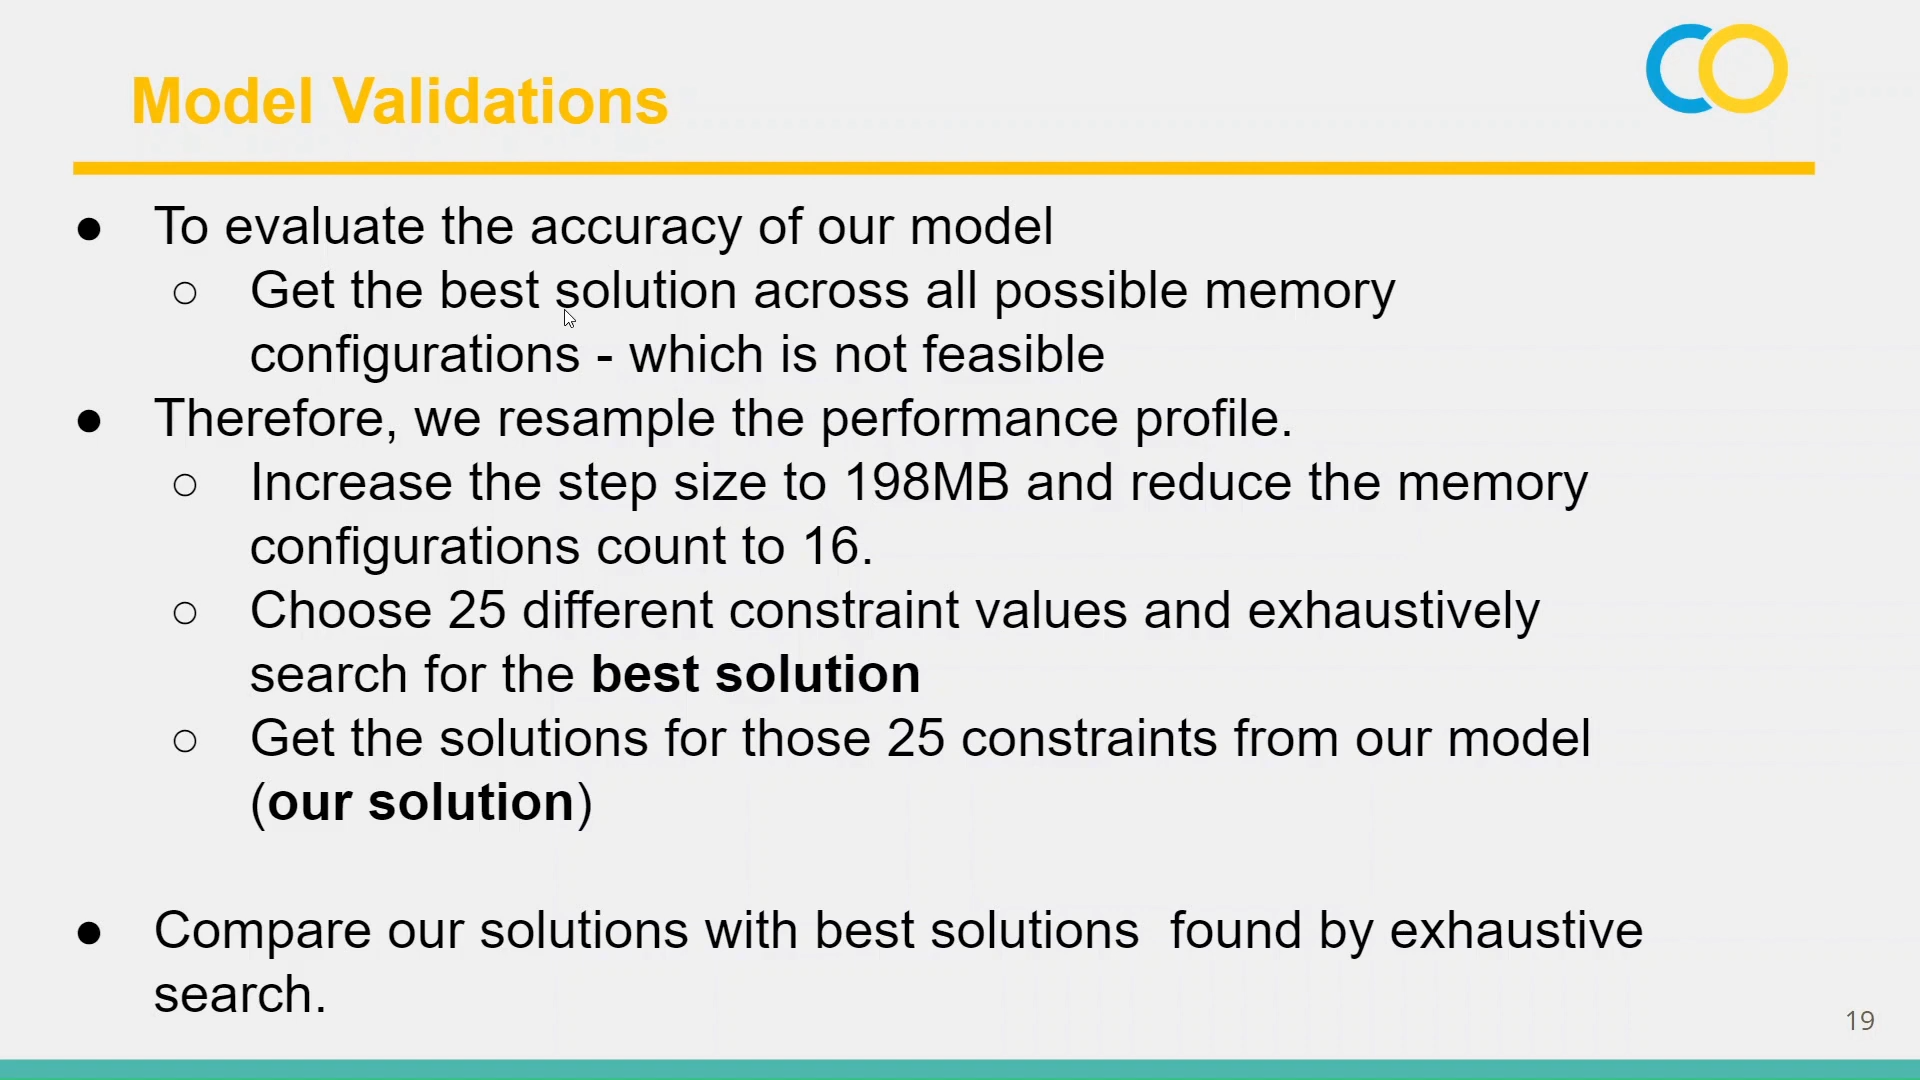 Model Validations
● To evaluate the accuracy of our model
○ Get the best solution across all possible memory
configurations - which is not feasible
● Therefore, we resample the performance profile.
○ Increase the step size to 198MB and reduce the memory
configurations count to 16.
○ Choose 25 different constraint values and exhaustively
search for the best solution
○ Get the solutions for those 25 constraints from our model
(our solution)
● Compare our solutions with best solutions  found by exhaustive
search.
19